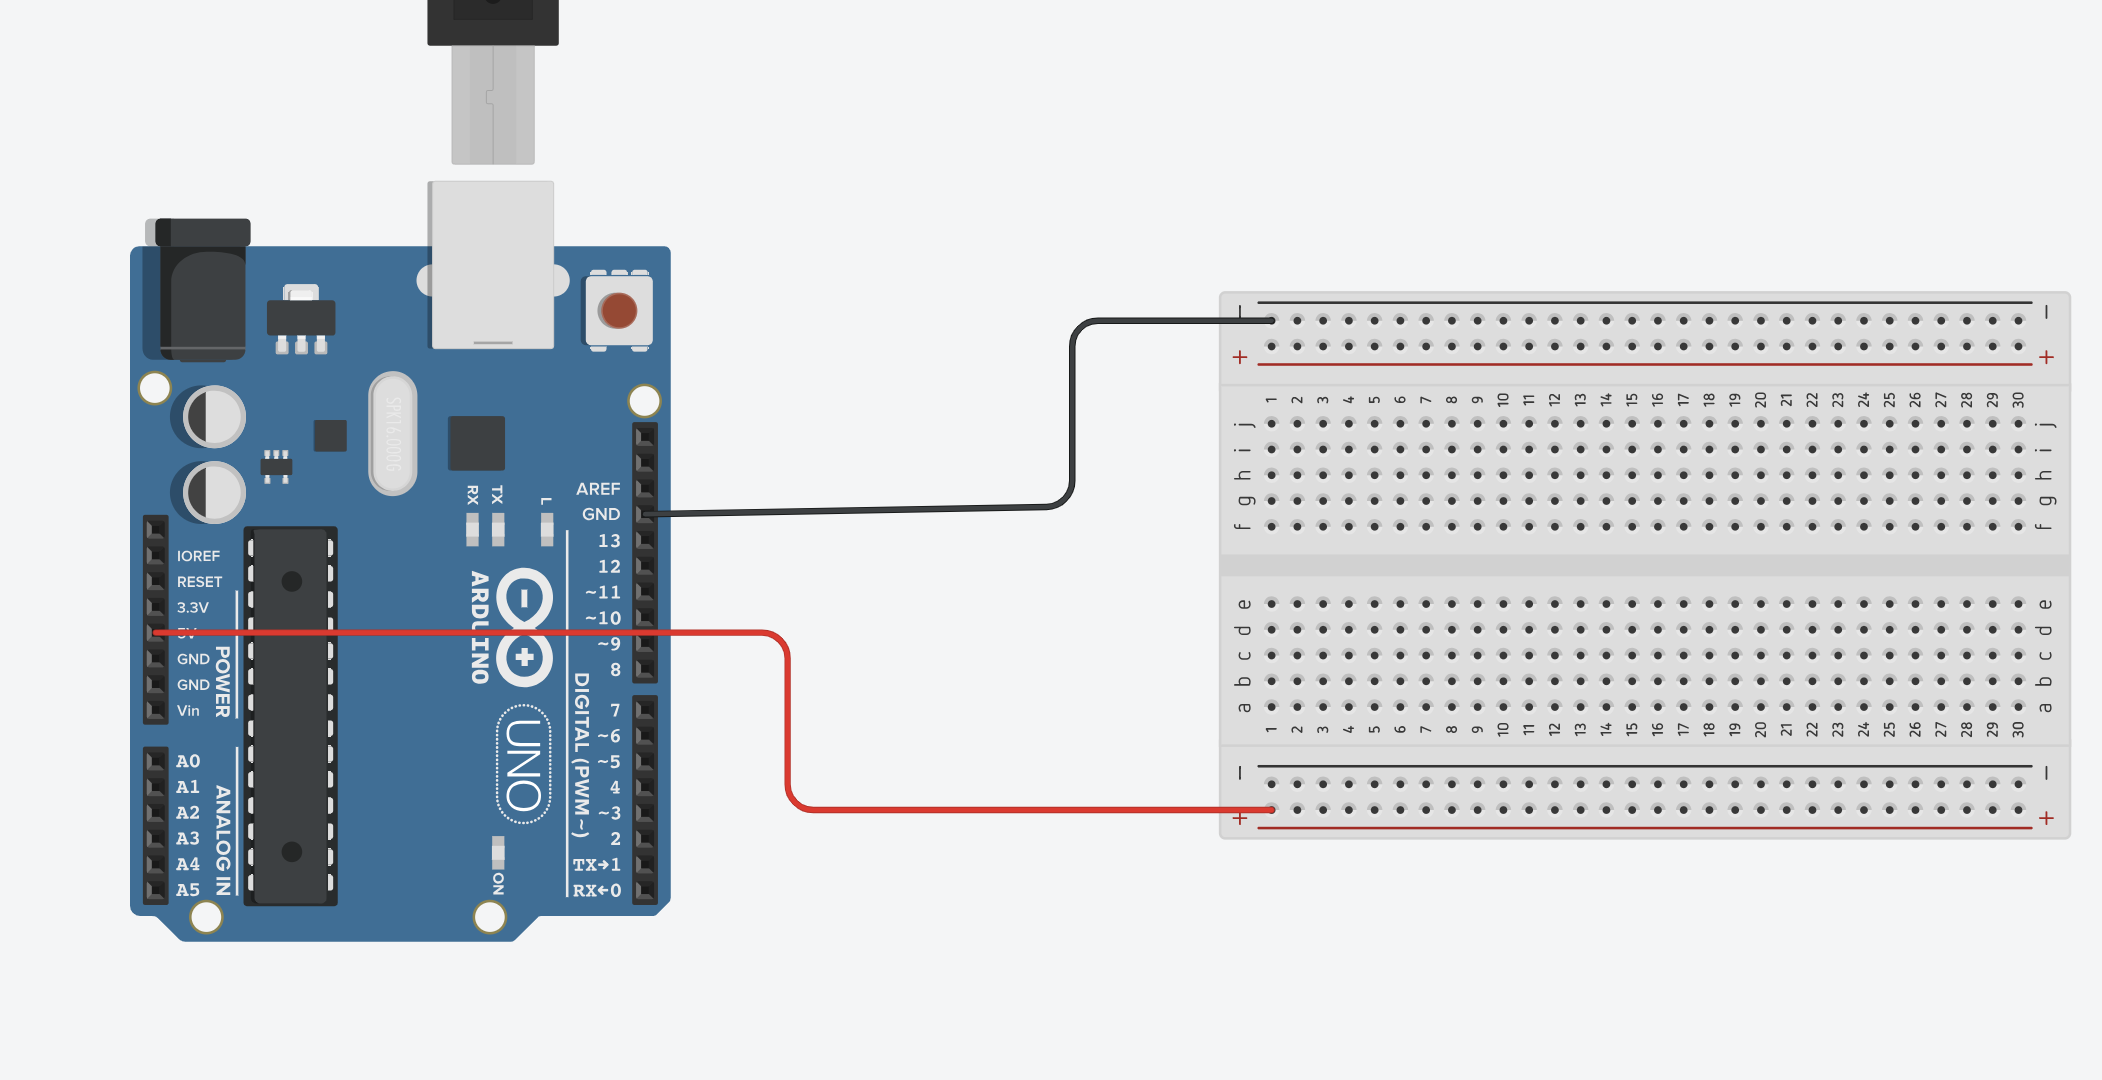 SPK16.000G
RX
TX
L
AREF
GND
13
12
~11
~10
~9
8
IOREF
RESET
3.3V
5V
GND
GND
Vin
POWER
ARDUINO
UNO
DIGITAL (PWM~)
7
~6
~5
4
~3
2
TX→1
RX←0
A0
A1
A2
A3
A4
A5
ANALOG IN
ON
− −
+ +
1 2 3 4 5 6 7 8 9 10 11 12 13 14 15 16 17 18 19 20 21 22 23 24 25 26 27 28 29 30
j j
i i
h h
g g
f f
e e
d d
c c
b b
a a
1 2 3 4 5 6 7 8 9 10 11 12 13 14 15 16 17 18 19 20 21 22 23 24 25 26 27 28 29 30
− −
+ +